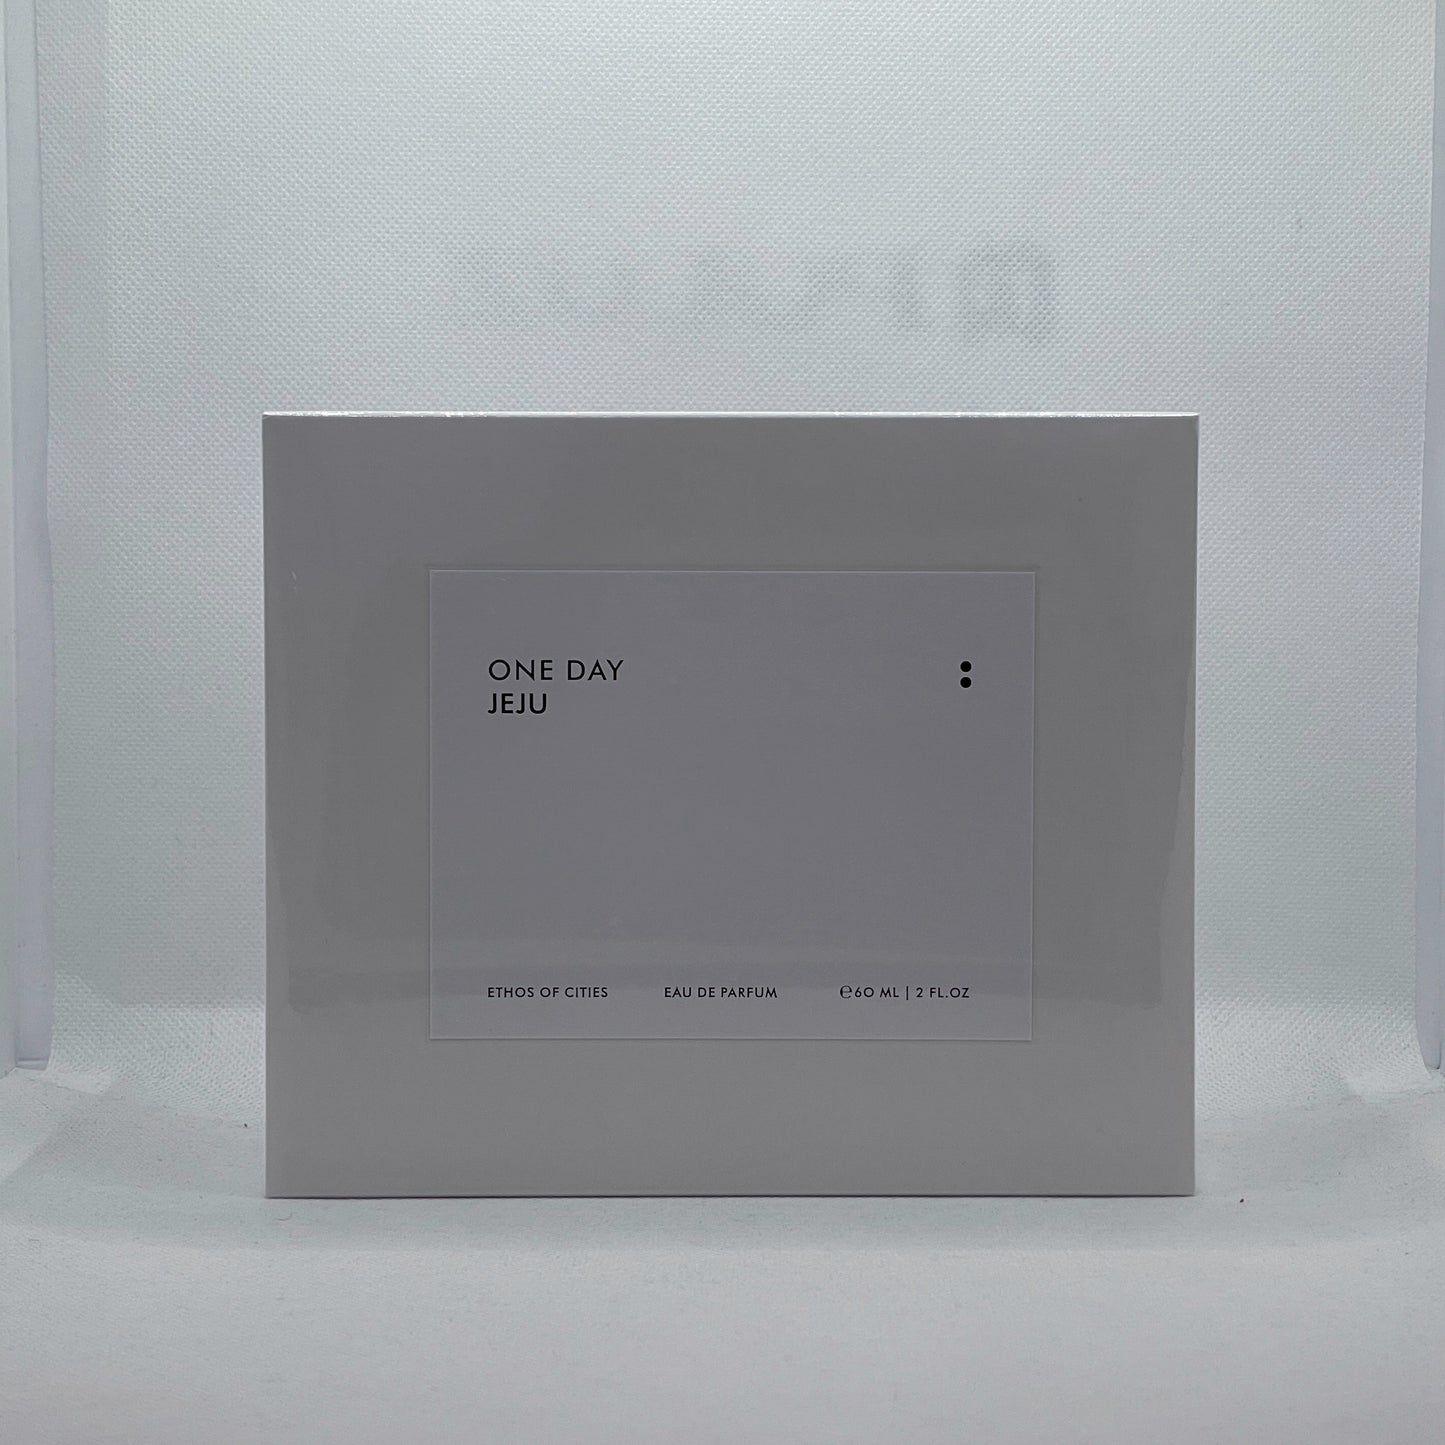 ONE DAY
JEJU
ETHOS OF CITIES EAU DE PARFUM ℮60 ML | 2 FL.OZ